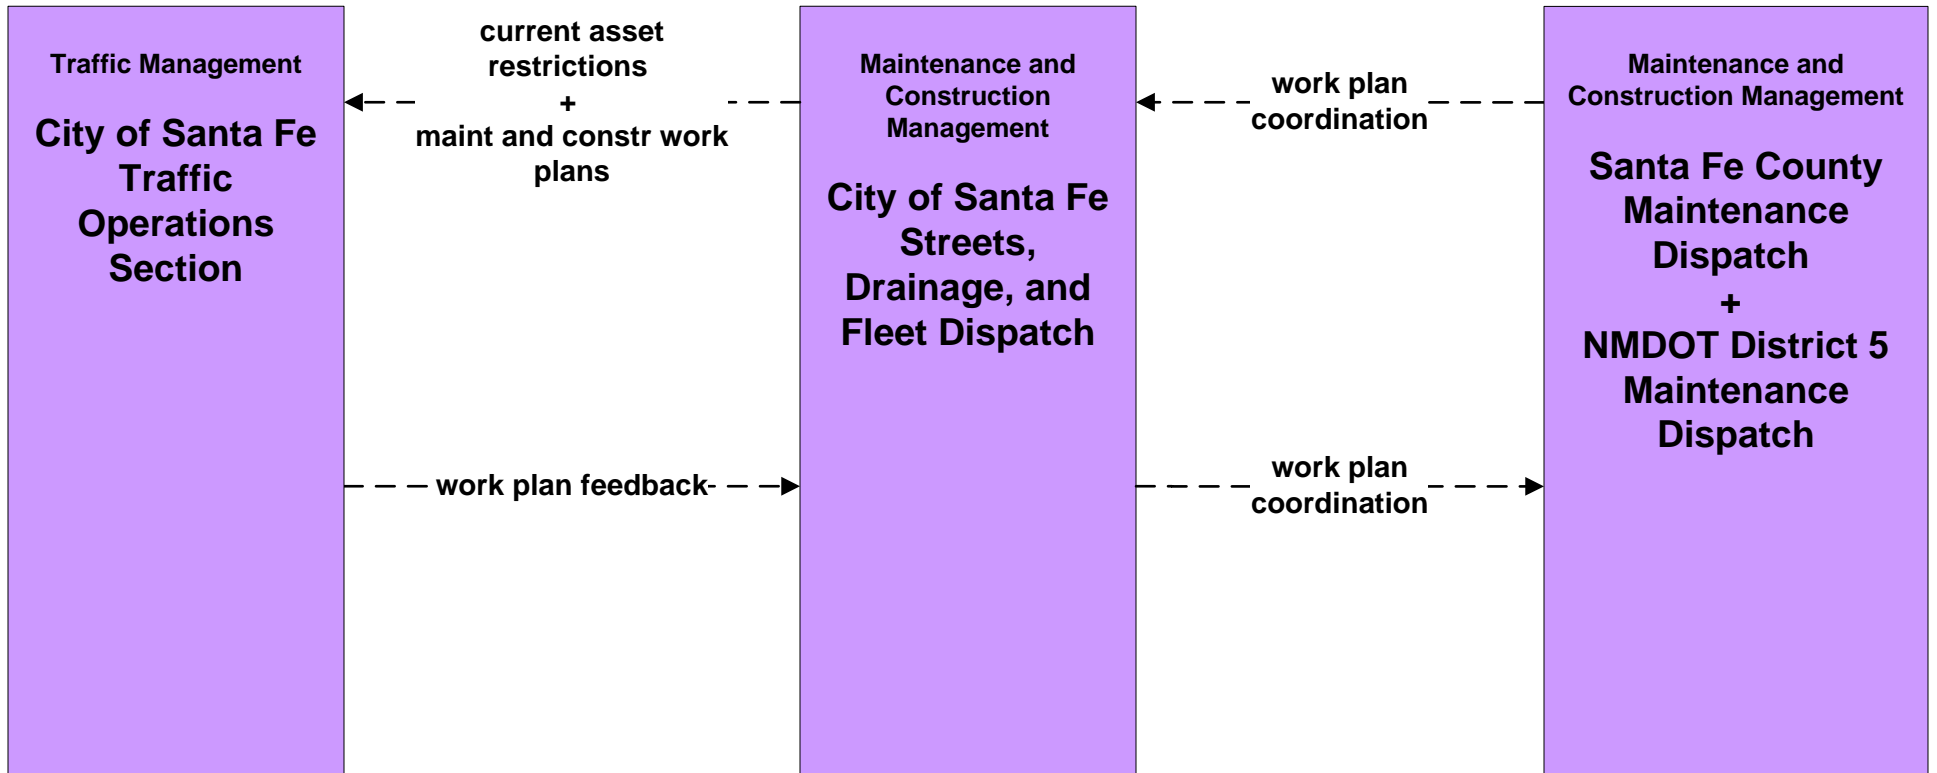 Traffic Management
City of Santa Fe
Traffic
Operations
Section
current asset
restrictions
+
maint and constr work
plans
work plan feedback
Maintenance and
Construction
Management
City of Santa Fe
Streets,
Drainage, and
Fleet Dispatch
work plan
coordination
work plan
coordination
Maintenance and
Construction Management
Santa Fe County
Maintenance
Dispatch
+
NMDOT District 5
Maintenance
Dispatch